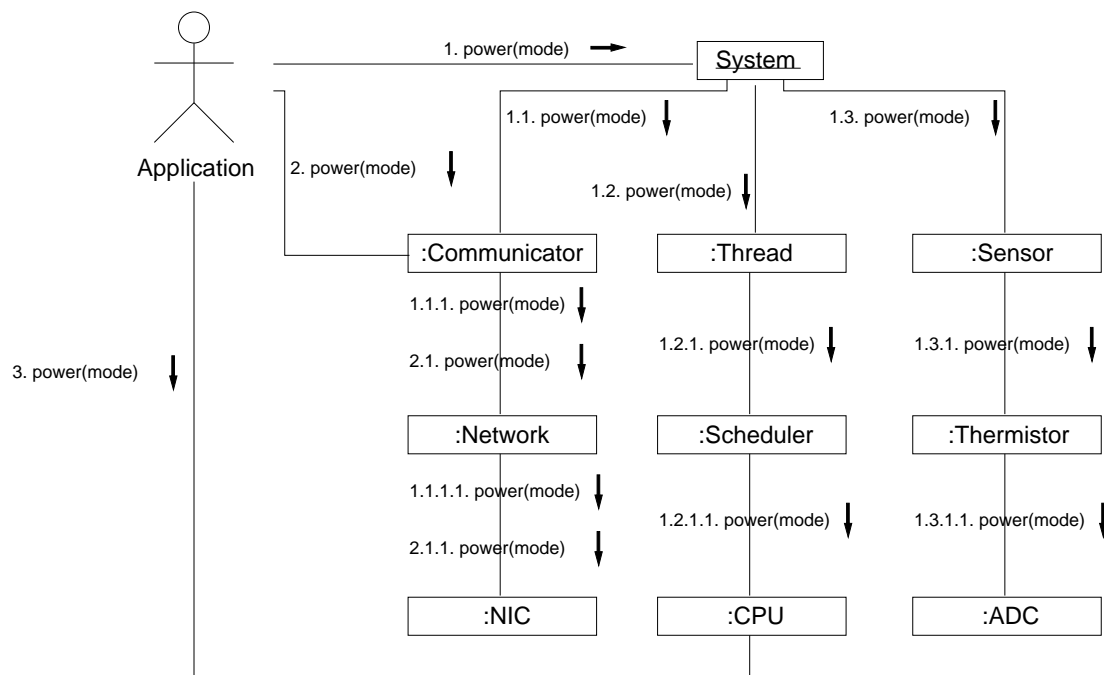 1. power(mode)
System
1.1. power(mode)
1.3. power(mode)
Application
2. power(mode)
1.2. power(mode)
:Communicator
:Thread
:Sensor
1.1.1. power(mode)
2.1. power(mode)
1.2.1. power(mode)
1.3.1. power(mode)
3. power(mode)
:Network
:Scheduler
:Thermistor
1.1.1.1. power(mode)
1.2.1.1. power(mode)
1.3.1.1. power(mode)
2.1.1. power(mode)
:NIC
:CPU
:ADC